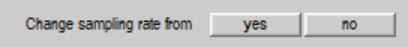 Change sampling rate from yes no